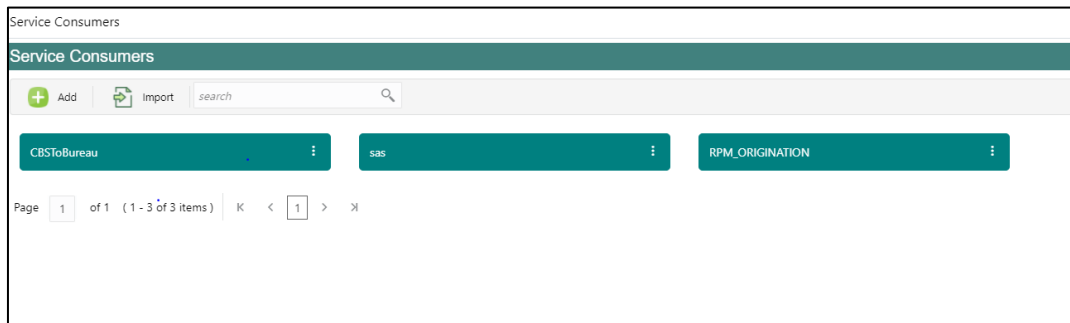 Service Consumers
Service Consumers
Add Import search
CBSToBureau sas RPM_ORIGINATION
Page 1 of 1 (1 - 3 of 3 items) 1